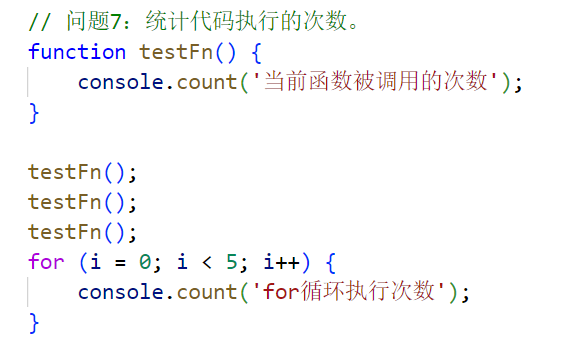 // 问题7：统计代码执行的次数。
function testFn() {
    console.count('当前函数被调用的次数');
}

testFn();
testFn();
testFn();
for (i = 0; i < 5; i++) {
    console.count('for循环执行次数');
}